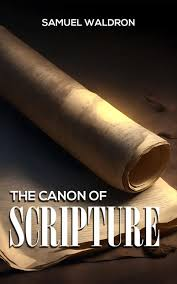 SAMUEL WALDRON
THE CANON OF
SCRIPTURE